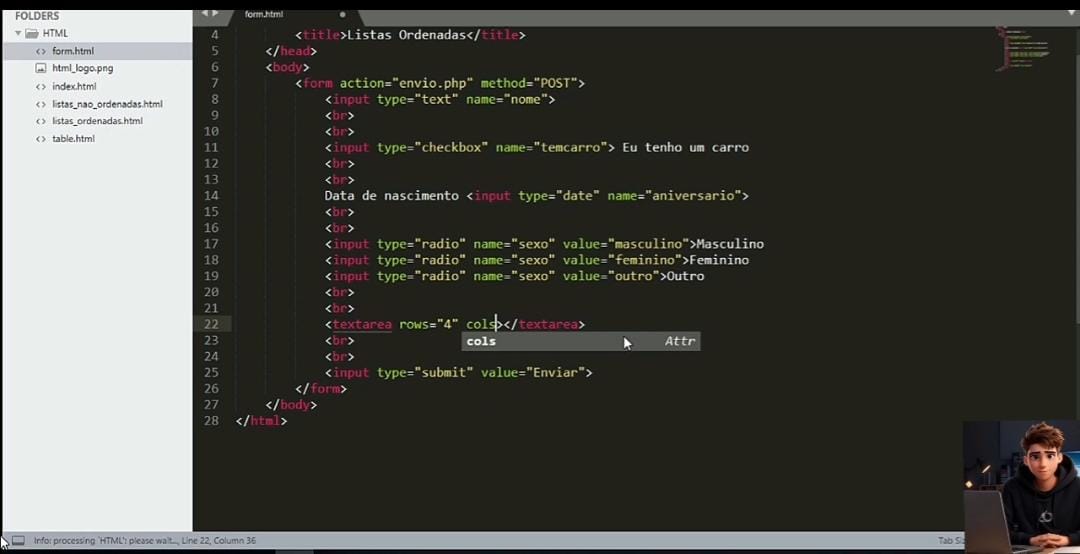 FOLDERS
HTML
form.html
html_logo.png
index.html
listas_nao_ordenadas.html
listas_ordenadas.html
table.html
form.html
4 <title>Listas Ordenadas</title>
5 </head>
6 <body>
7 <form action="envio.php" method="POST">
8 <input type="text" name="nome">
9 <br>
10 <br>
11 <input type="checkbox" name="temcarro"> Eu tenho um carro
12 <br>
13 <br>
14 Data de nascimento <input type="date" name="aniversario">
15 <br>
16 <br>
17 <input type="radio" name="sexo" value="masculino">Masculino
18 <input type="radio" name="sexo" value="feminino">Feminino
19 <input type="radio" name="sexo" value="outro">Outro
20 <br>
21 <br>
22 <textarea rows="4" cols></textarea>
cols Attr
23 <br>
24 <br>
25 <input type="submit" value="Enviar">
26 </form>
27 </body>
28 </html>
Info: processing `HTML': please wait..., Line 22, Column 36
Tab